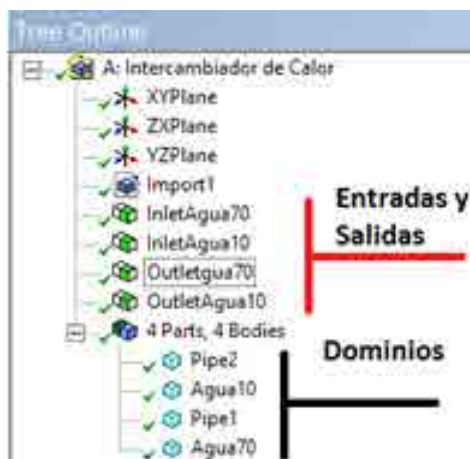 Tree Outline
A: Intercambiador de Calor
XYPlane
ZXPlane
YZPlane
Import1
InletAgua70
InletAgua10
Outletgua70
OutletAgua10
Entradas y
Salidas
4 Parts, 4 Bodies
Pipe2
Agua10
Pipe1
Agua70
Dominios